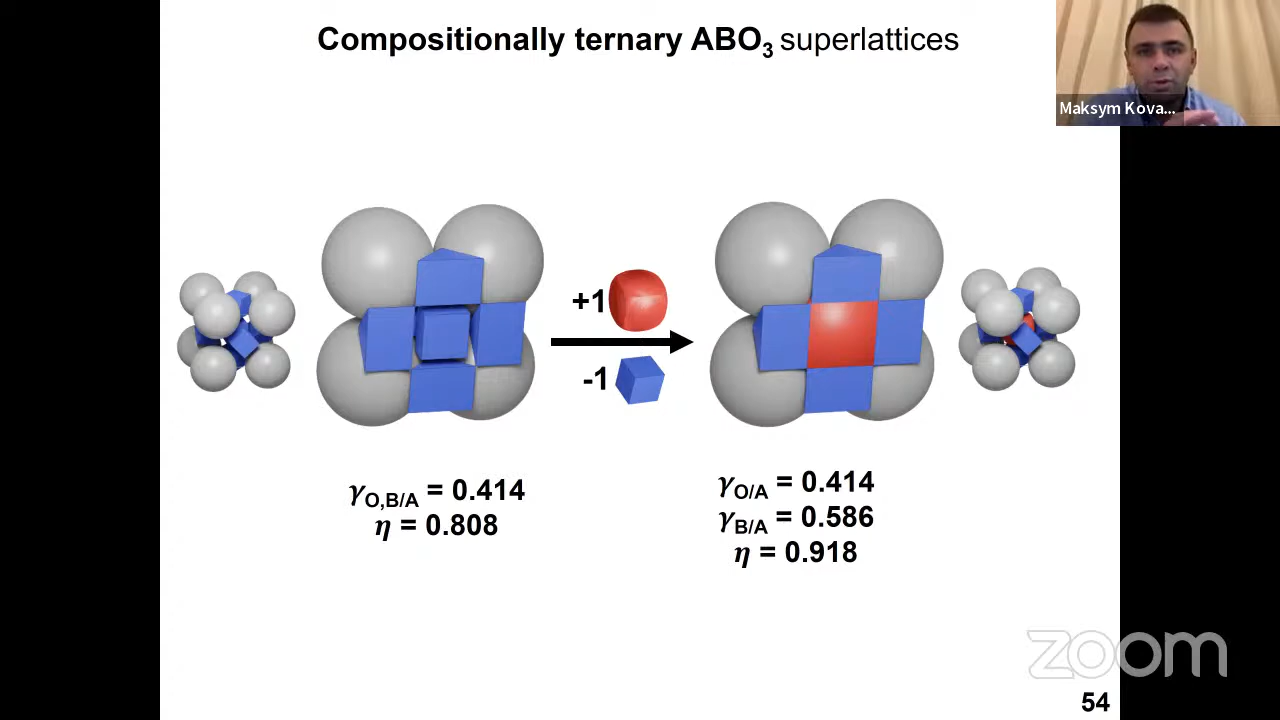 Compositionally ternary ABO₃ superlattices
Maksym Kova...
+1
-1
γO,B/A = 0.414
η = 0.808
γO/A = 0.414
γB/A = 0.586
η = 0.918
zoom
54